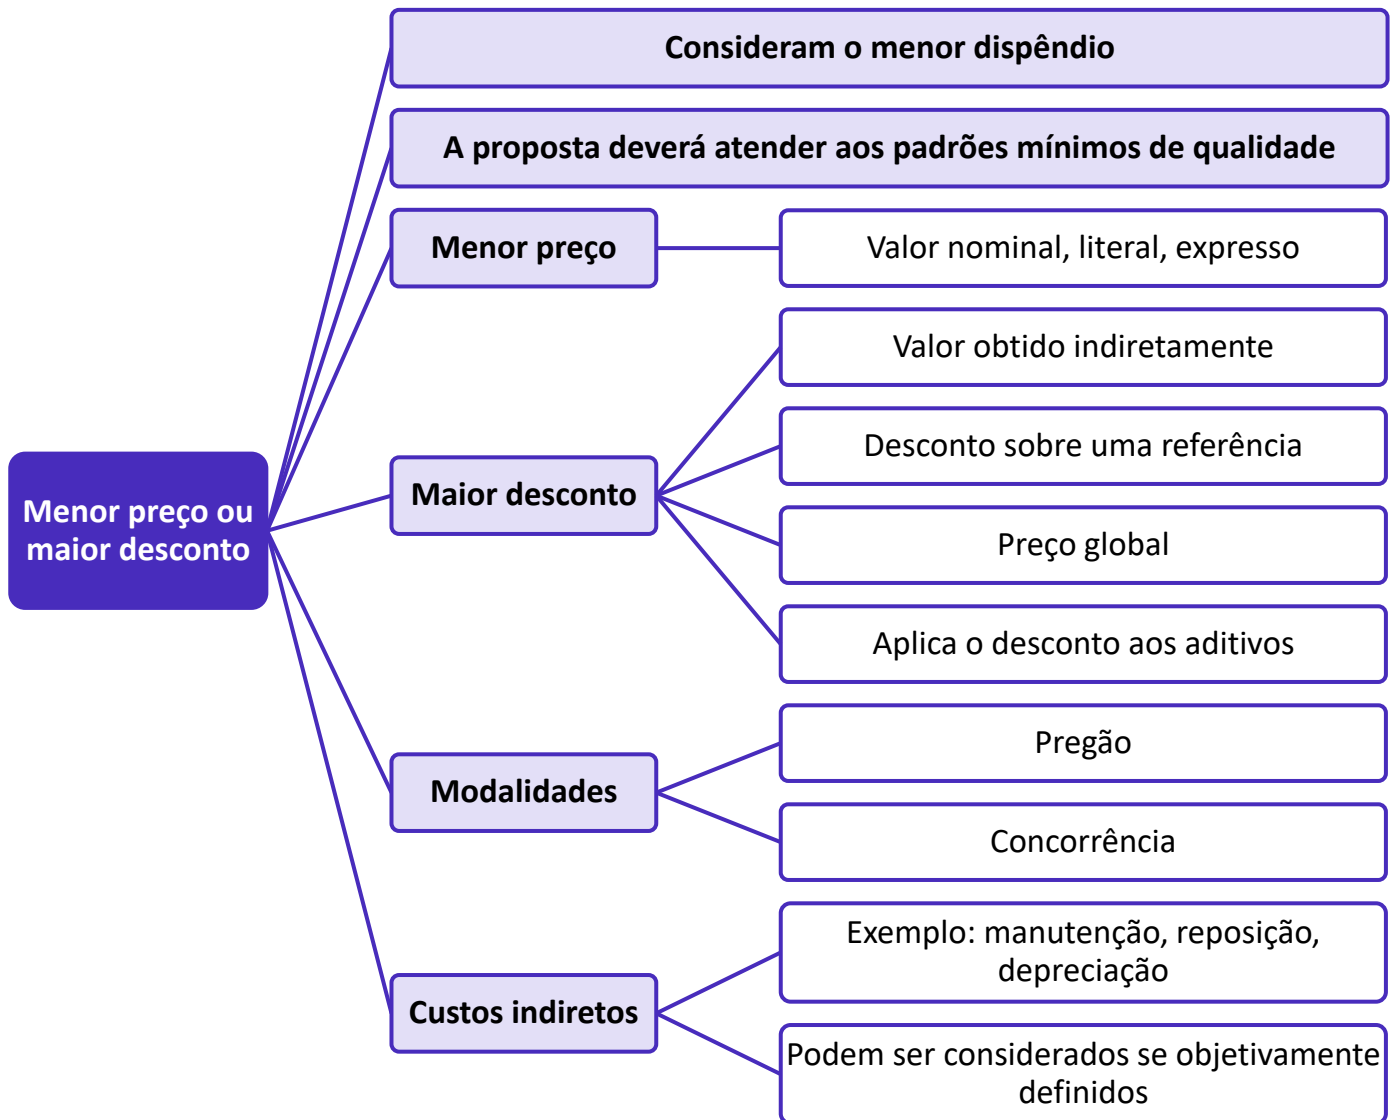 Consideram o menor dispêndio
A proposta deverá atender aos padrões mínimos de qualidade
Menor preço
Valor nominal, literal, expresso
Valor obtido indiretamente
Desconto sobre uma referência
Menor preço ou
maior desconto
Maior desconto
Preço global
Aplica o desconto aos aditivos
Modalidades
Pregão
Concorrência
Custos indiretos
Exemplo: manutenção, reposição,
depreciação
Podem ser considerados se objetivamente
definidos